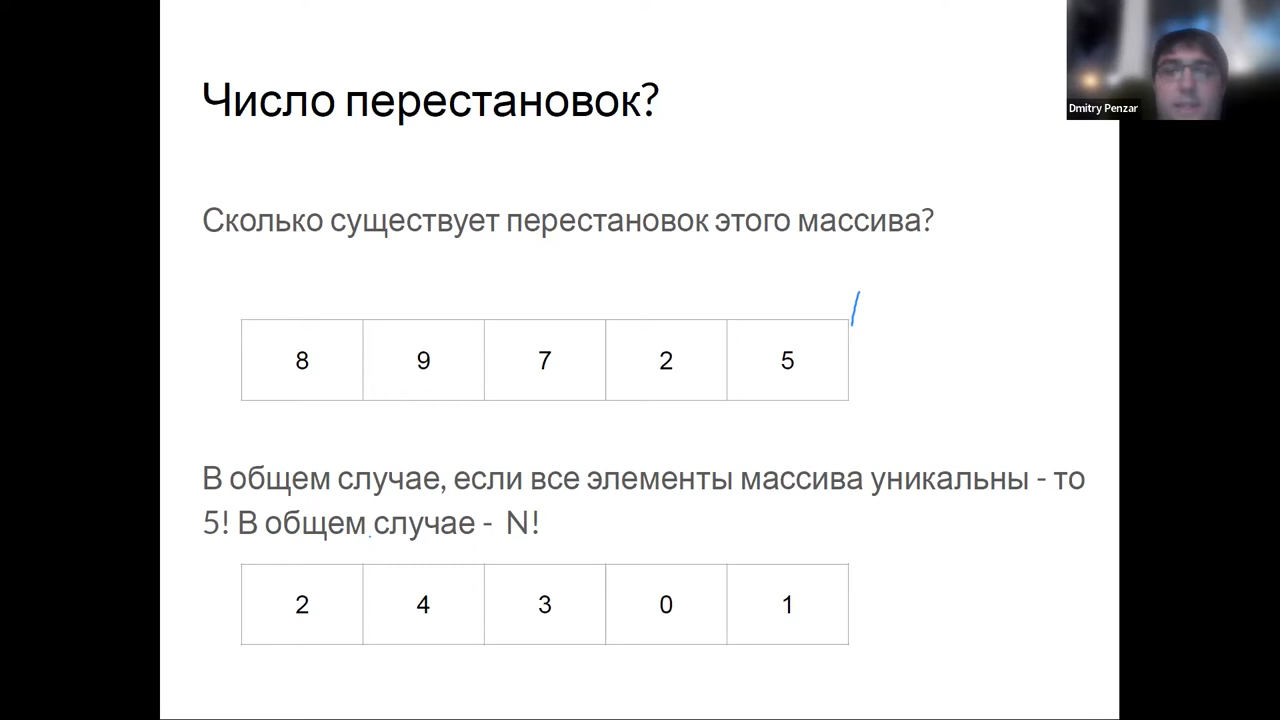 Число перестановок?
Dmitry Penzar
Сколько существует перестановок этого массива?
8 9 7 2 5
В общем случае, если все элементы массива уникальны - то
5! В общем случае - N!
2 4 3 0 1